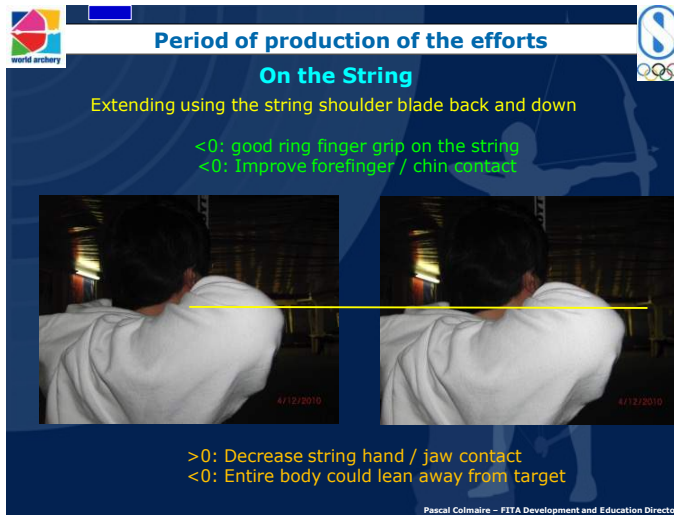 world archery
Period of production of the efforts
On the String
Extending using the string shoulder blade back and down
<0: good ring finger grip on the string
<0: Improve forefinger / chin contact
4/12/2010
4/12/2010
>0: Decrease string hand / jaw contact
<0: Entire body could lean away from target
Pascal Colmaire – FITA Development and Education Directo